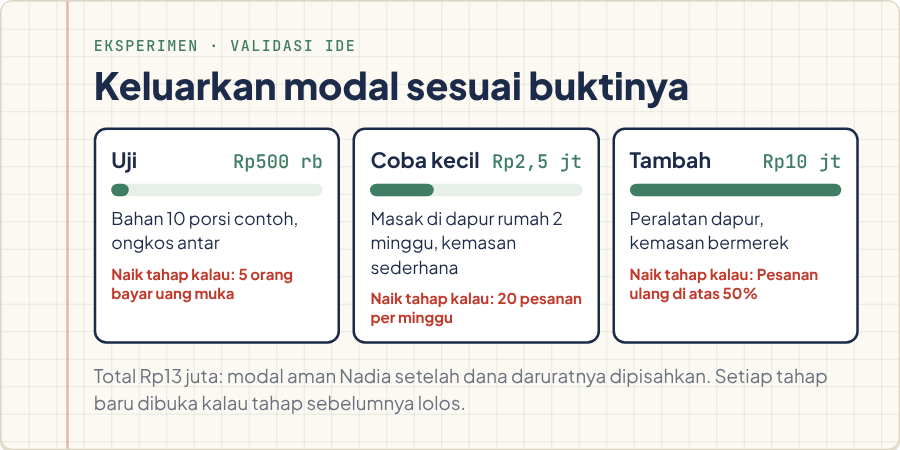 EKSPERIMEN · VALIDASI IDE
Keluarkan modal sesuai buktinya
Uji Rp500 rb
Bahan 10 porsi contoh,
ongkos antar
Naik tahap kalau: 5 orang
bayar uang muka
Coba kecil Rp2,5 jt
Masak di dapur rumah 2
minggu, kemasan
sederhana
Naik tahap kalau: 20 pesanan
per minggu
Tambah Rp10 jt
Peralatan dapur,
kemasan bermerek
Naik tahap kalau: Pesanan
ulang di atas 50%
Total Rp13 juta: modal aman Nadia setelah dana daruratnya dipisahkan. Setiap tahap
baru dibuka kalau tahap sebelumnya lolos.